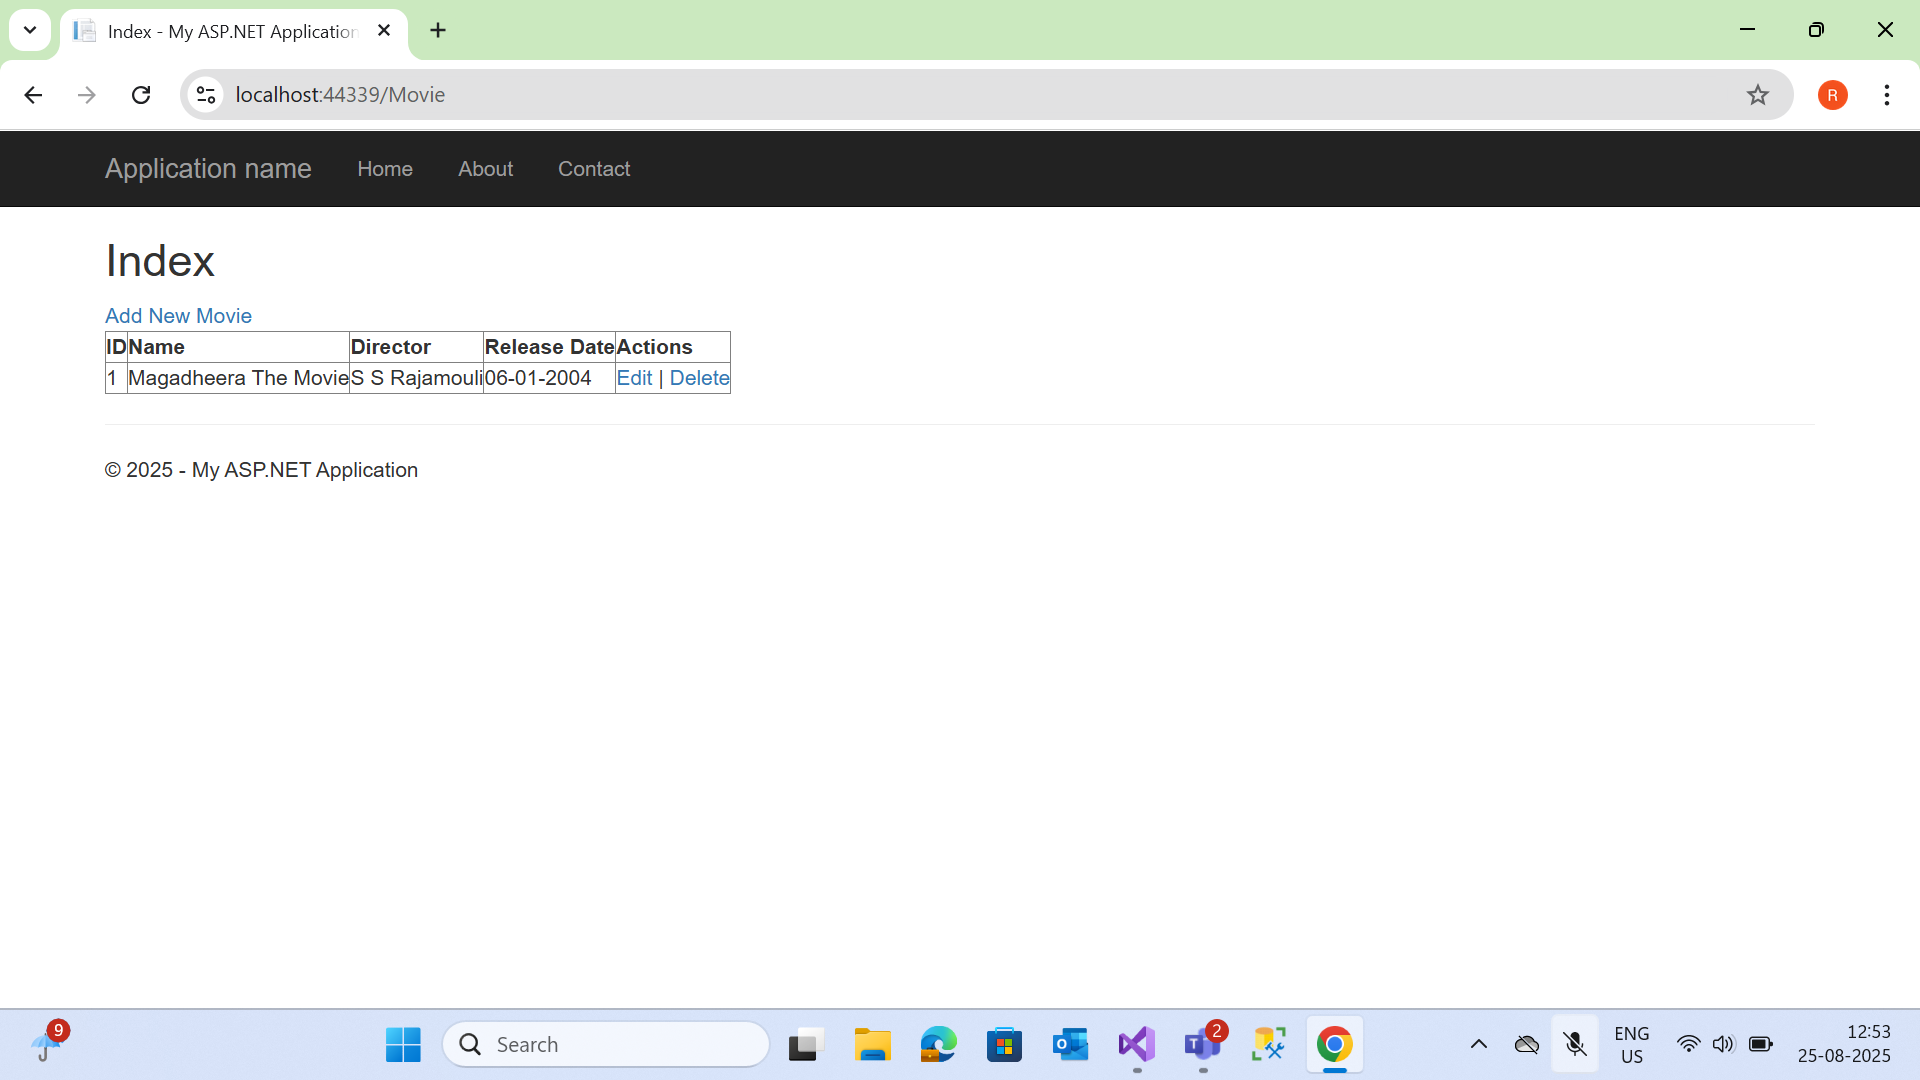 Index - My ASP.NET Application
localhost:44339/Movie
R
Application name Home About Contact
Index
Add New Movie
ID Name Director Release Date Actions
1 Magadheera The Movie S S Rajamouli 06-01-2004 Edit | Delete
© 2025 - My ASP.NET Application
9
Search
2
ENG
US
12:53
25-08-2025